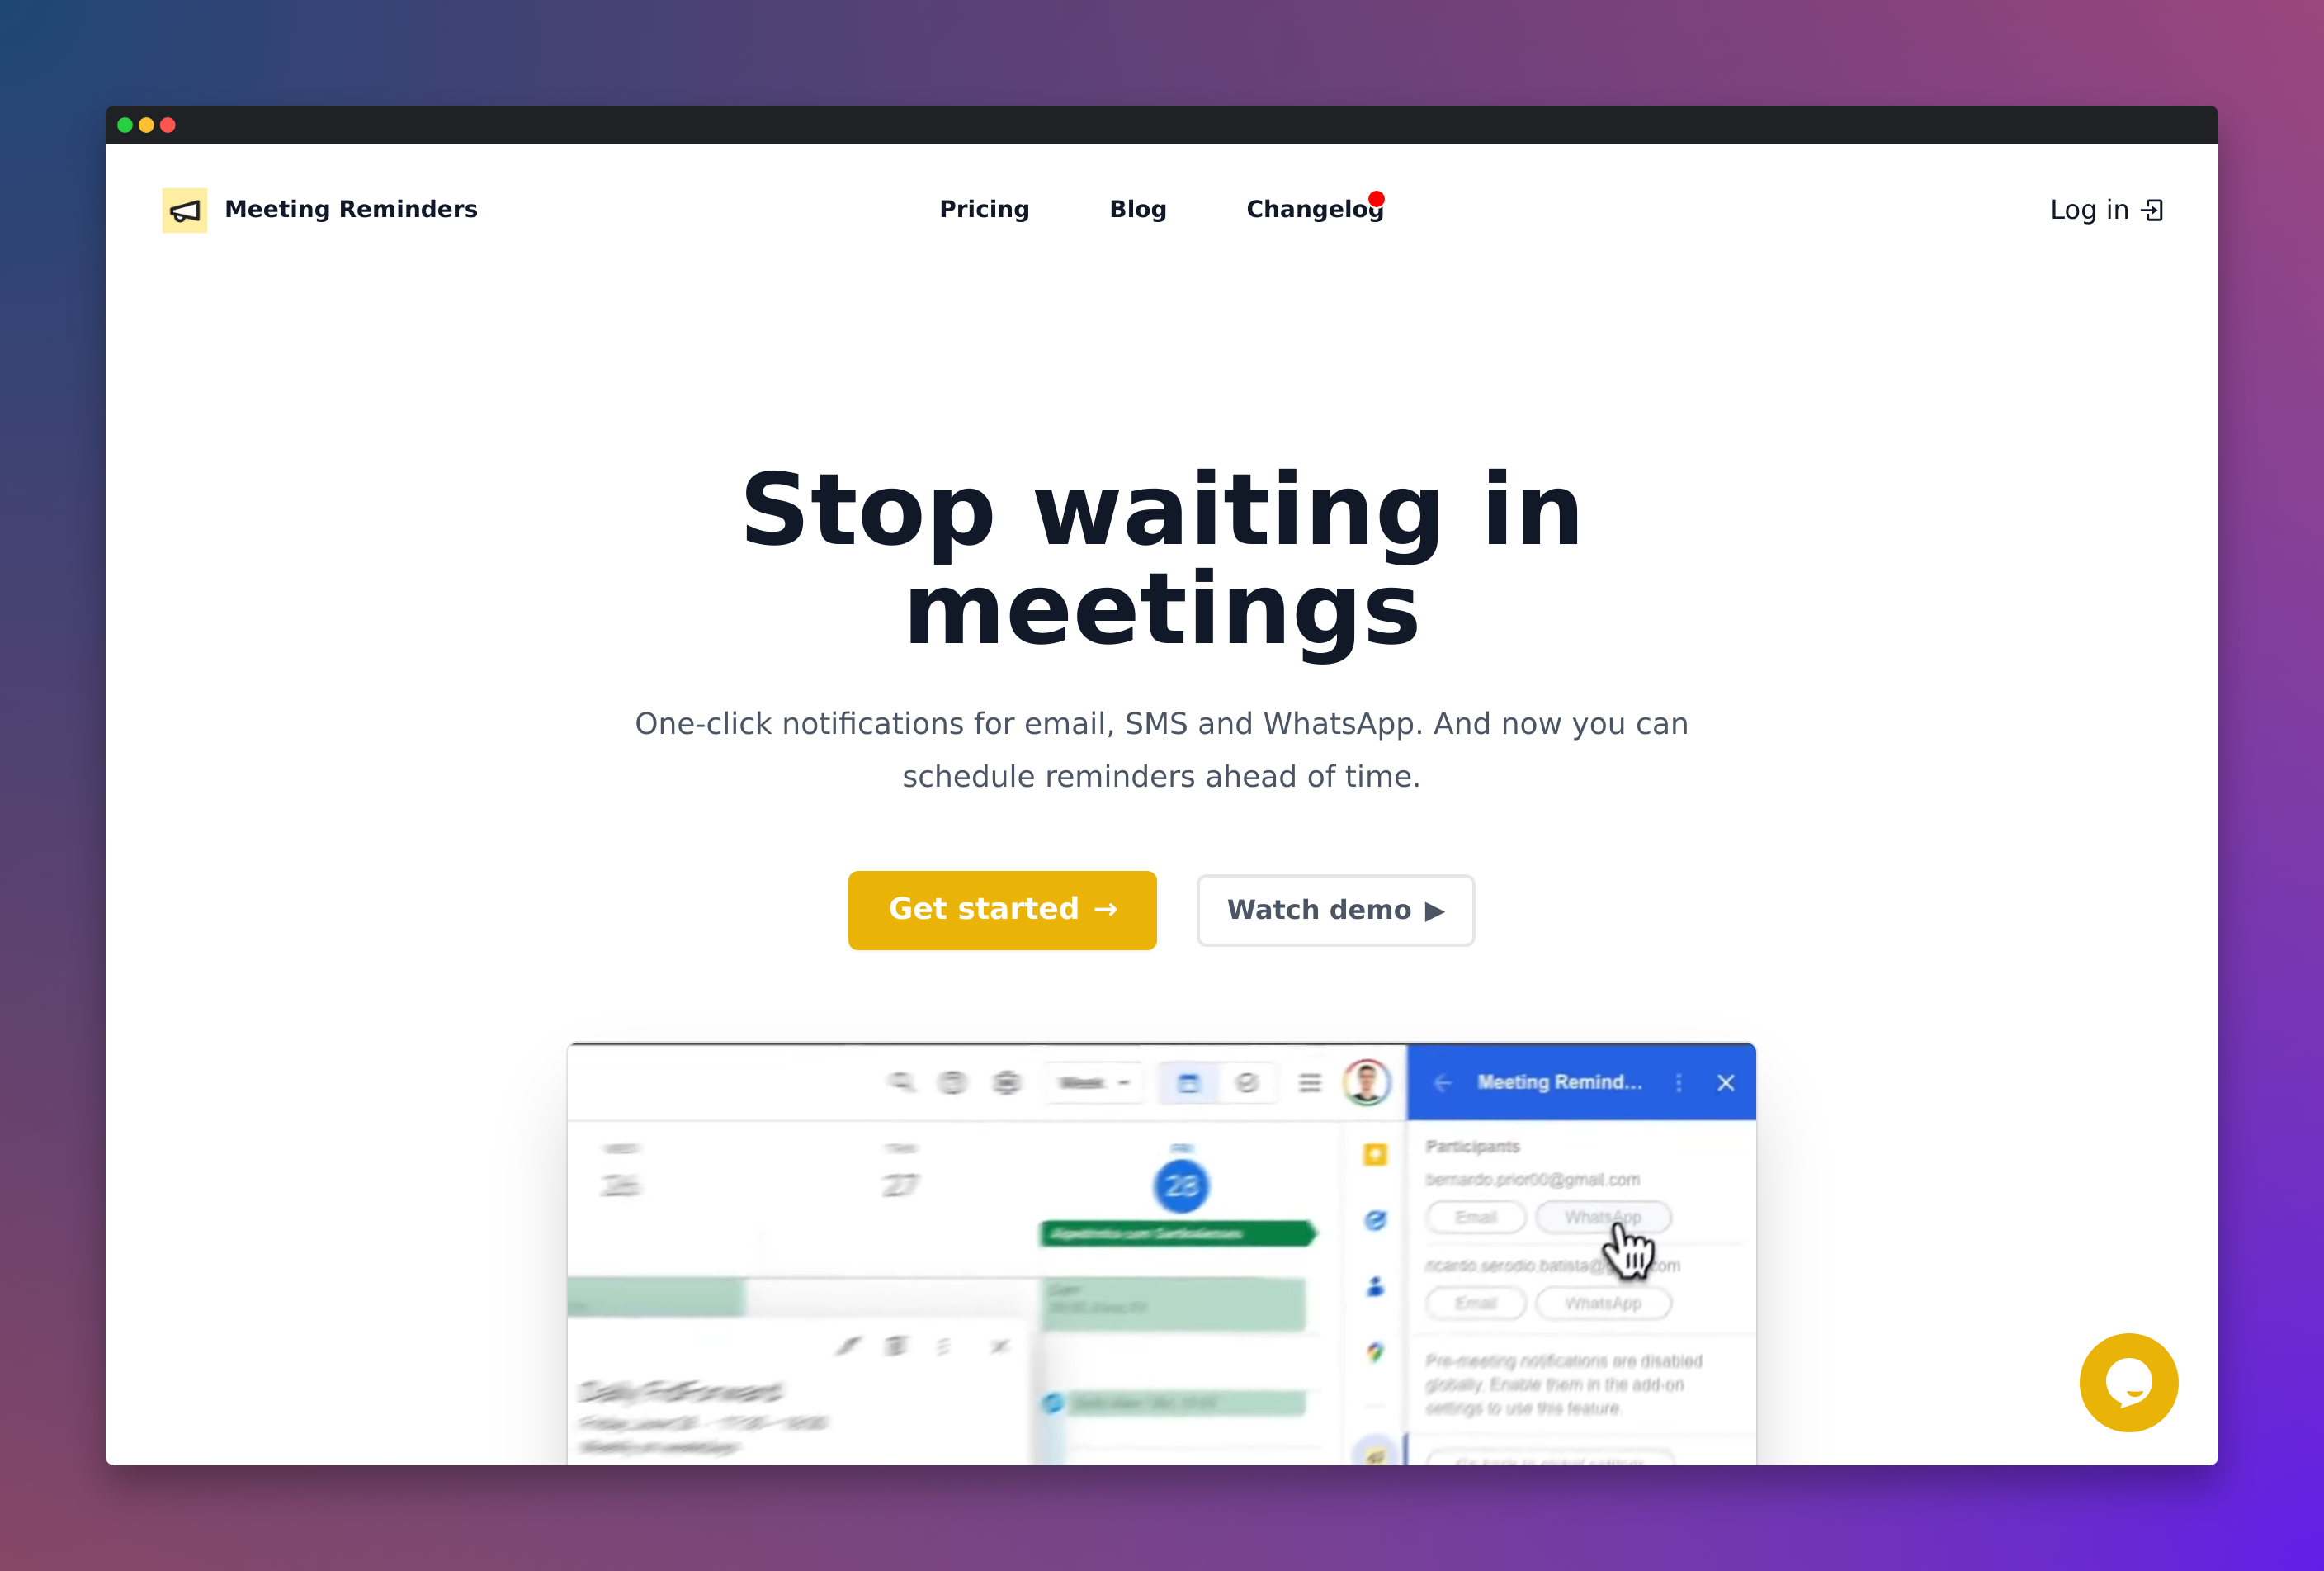 Meeting Reminders
Pricing
Blog
Changelog
Log in
Stop waiting in
meetings
One-click notifications for email, SMS and WhatsApp. And now you can
schedule reminders ahead of time.
Get started →
Watch demo ▶
Week
Meeting Remind...
26
27
FRI
28
Participants
bernardo.prior00@gmail.com
Email
WhatsApp
ricardo.serodio.batista@
com
Email
WhatsApp
Pre-meeting notifications are disabled
globally. Enable them in the add-on
settings to use this feature.